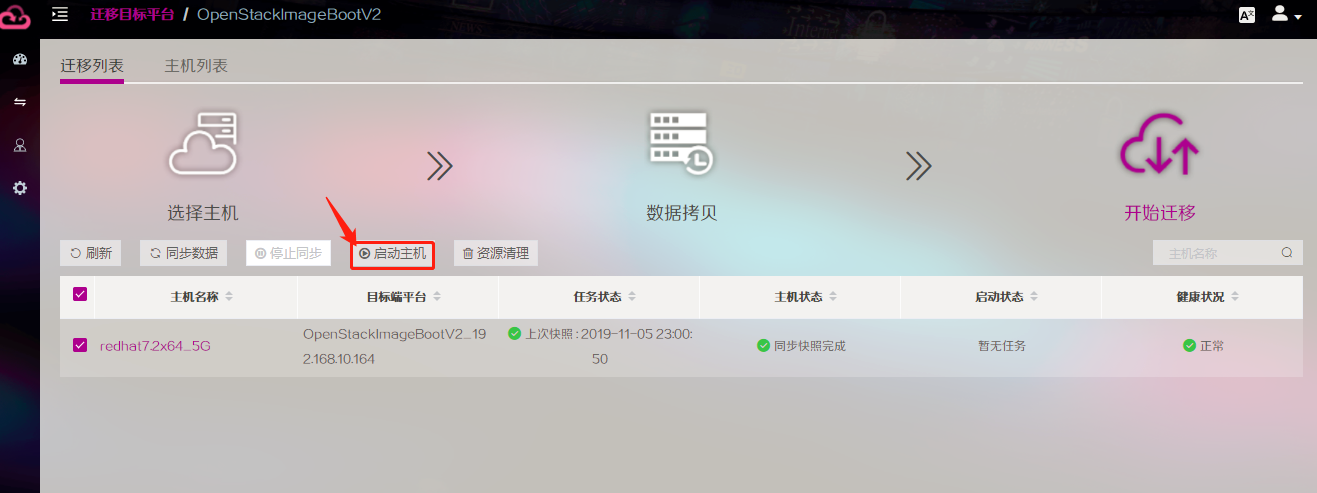 迁移目标平台 / OpenStackImageBootV2
迁移列表 主机列表
选择主机 数据拷贝 开始迁移
刷新 同步数据 停止同步 启动主机 资源清理 主机名称
主机名称 目标端平台 任务状态 主机状态 启动状态 健康状况
redhat7.2x64_5G OpenStackImageBootV2_19 上次快照：2019-11-05 23:00: 同步快照完成 暂无任务 正常
2.168.10.164 50